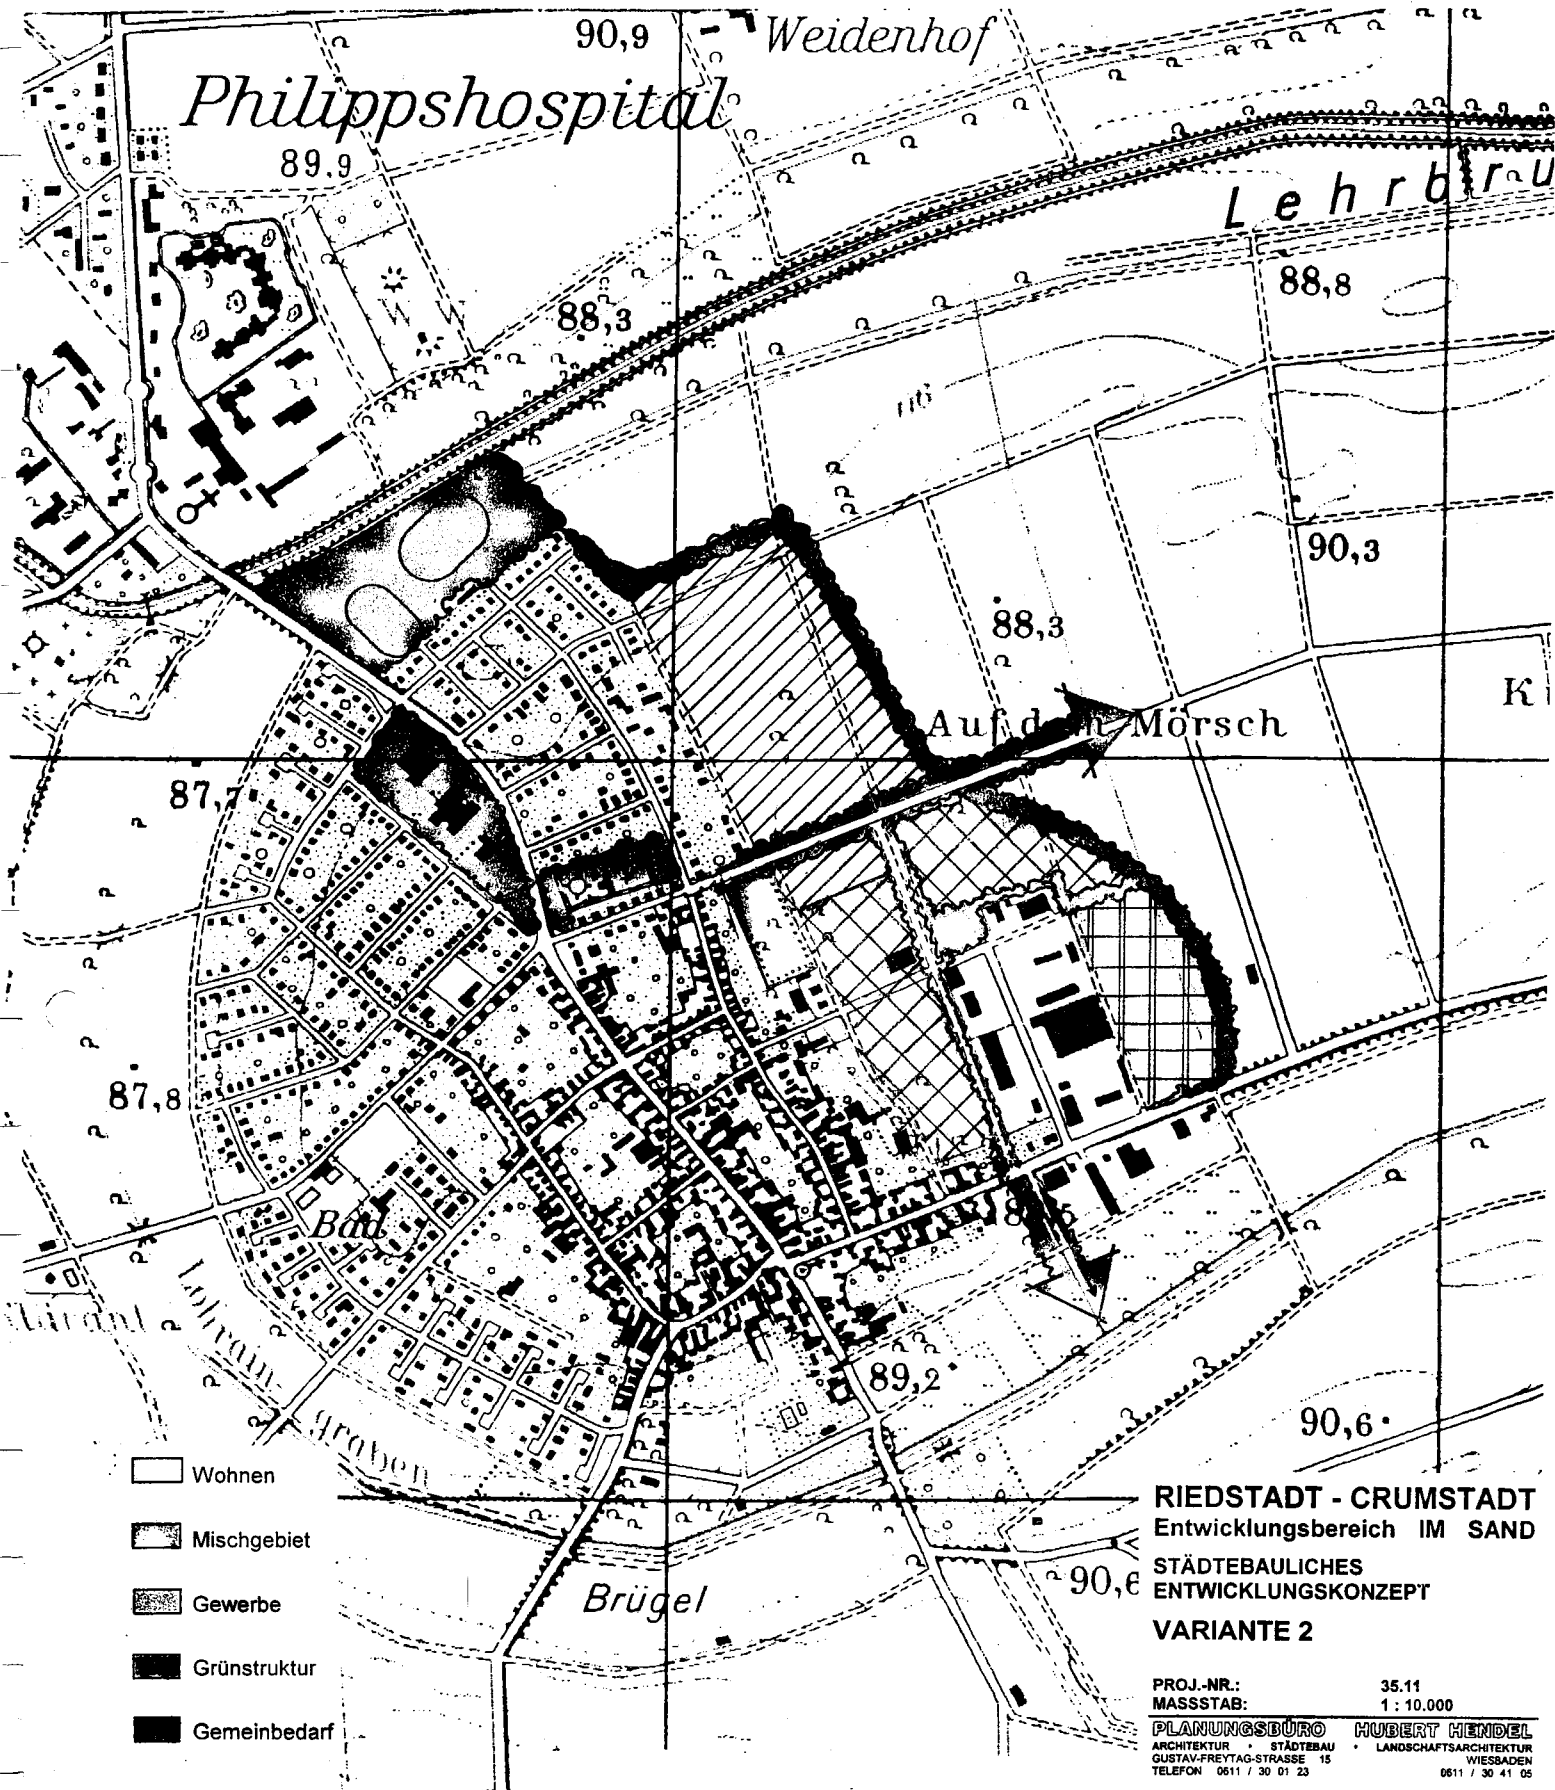 90,9
Weidenhof
Philippshospital
89.9
Lehrbru
88,8
88,3
90,3
88,3
K
Auf dem Mörsch
87,7
87,8
Bad
Lohrain
graben
89,2
90,6
Brügel
90,6
Wohnen
Mischgebiet
Gewerbe
Grünstruktur
Gemeinbedarf
RIEDSTADT - CRUMSTADT
Entwicklungsbereich IM SAND
STÄDTEBAULICHES
ENTWICKLUNGSKONZEPT
VARIANTE 2
PROJ.-NR.: 35.11
MASSSTAB: 1 : 10.000
PLANUNGSBÜRO HUBERT HENDEL
ARCHITEKTUR • STÄDTEBAU • LANDSCHAFTSARCHITEKTUR
GUSTAV-FREYTAG-STRASSE 15 WIESBADEN
TELEFON 0611 / 30 01 23 0611 / 30 41 05